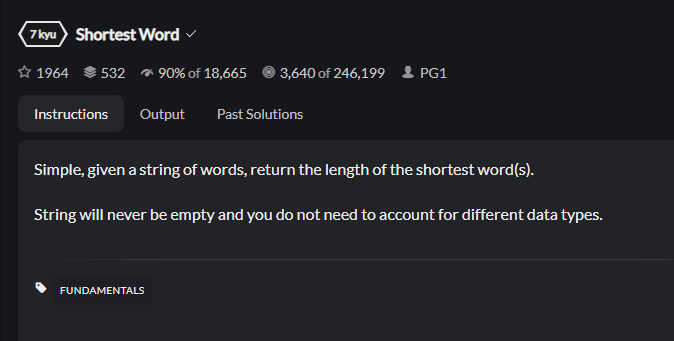 7 kyu Shortest Word
1964 532 90% of 18,665 3,640 of 246,199 PG1
Instructions Output Past Solutions
Simple, given a string of words, return the length of the shortest word(s).
String will never be empty and you do not need to account for different data types.
FUNDAMENTALS